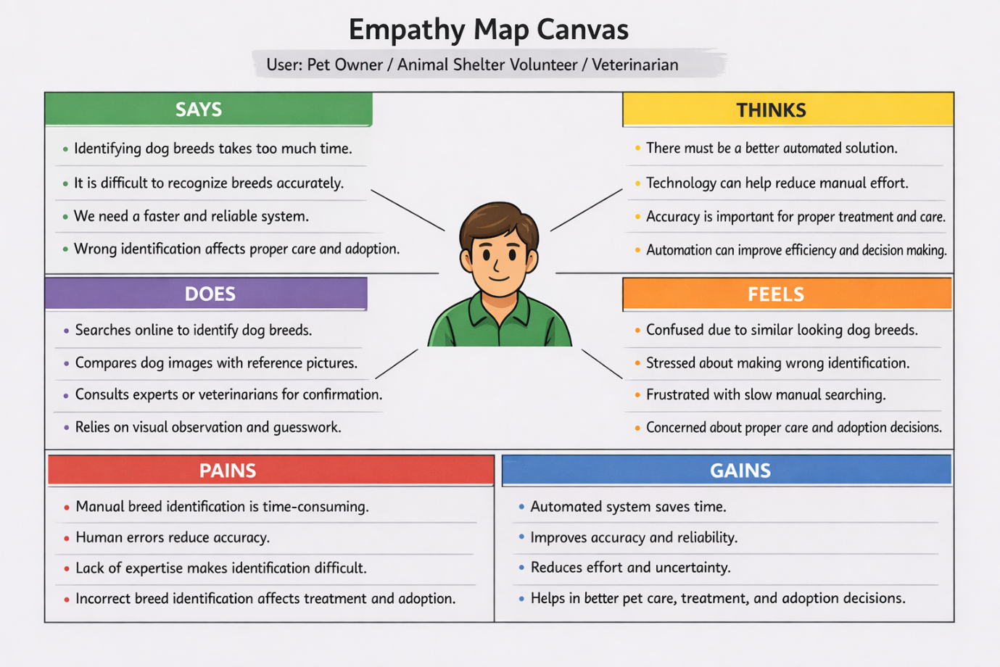 Empathy Map Canvas
User: Pet Owner / Animal Shelter Volunteer / Veterinarian
SAYS
• Identifying dog breeds takes too much time.
• It is difficult to recognize breeds accurately.
• We need a faster and reliable system.
• Wrong identification affects proper care and adoption.
THINKS
• There must be a better automated solution.
• Technology can help reduce manual effort.
• Accuracy is important for proper treatment and care.
• Automation can improve efficiency and decision making.
DOES
• Searches online to identify dog breeds.
• Compares dog images with reference pictures.
• Consults experts or veterinarians for confirmation.
• Relies on visual observation and guesswork.
FEELS
• Confused due to similar looking dog breeds.
• Stressed about making wrong identification.
• Frustrated with slow manual searching.
• Concerned about proper care and adoption decisions.
PAINS
• Manual breed identification is time-consuming.
• Human errors reduce accuracy.
• Lack of expertise makes identification difficult.
• Incorrect breed identification affects treatment and adoption.
GAINS
• Automated system saves time.
• Improves accuracy and reliability.
• Reduces effort and uncertainty.
• Helps in better pet care, treatment, and adoption decisions.